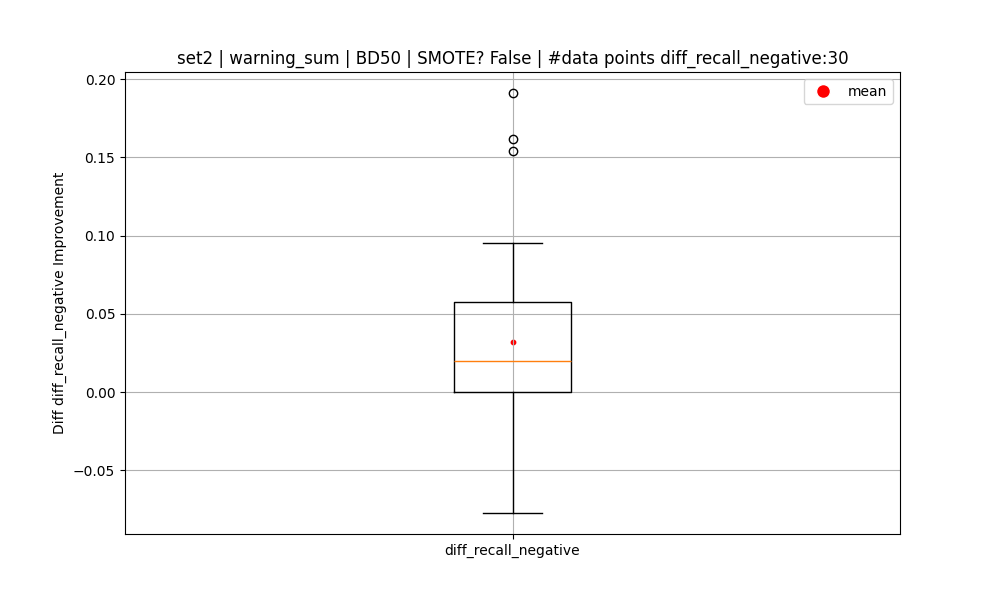 set2 | warning_sum | BD50 | SMOTE? False | #data points diff_recall_negative:30
mean
Diff diff_recall_negative Improvement
0.20
0.15
0.10
0.05
0.00
−0.05
diff_recall_negative